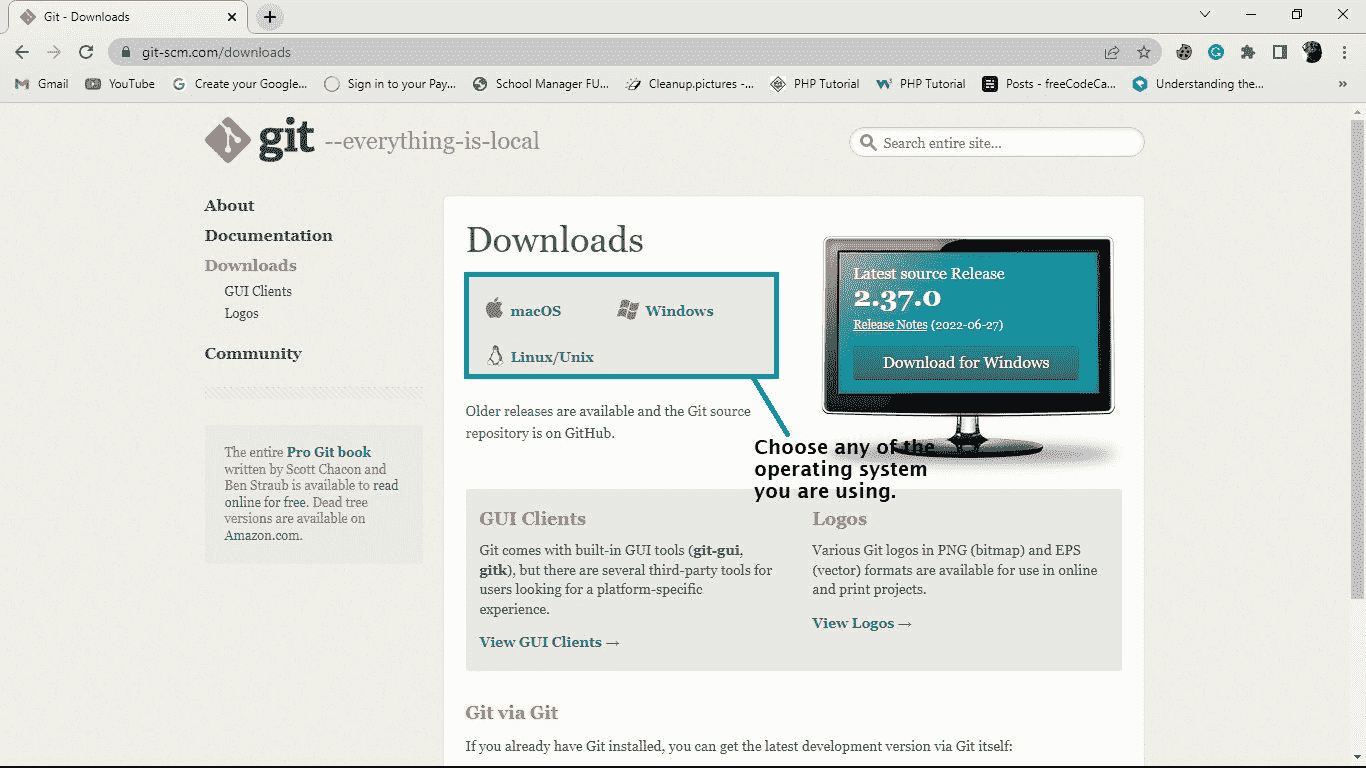 Git - Downloads
git-scm.com/downloads
Gmail
YouTube
Create your Google...
Sign in to your Pay...
School Manager FU...
Cleanup.pictures -...
PHP Tutorial
PHP Tutorial
Posts - freeCodeCa...
Understanding the...
»
git --everything-is-local
Search entire site...
About
Documentation
Downloads
GUI Clients
Logos
Community
The entire Pro Git book
written by Scott Chacon and
Ben Straub is available to read
online for free. Dead tree
versions are available on
Amazon.com.
Downloads
macOS
Windows
Linux/Unix
Older releases are available and the Git source
repository is on GitHub.
Latest source Release
2.37.0
Release Notes (2022-06-27)
Download for Windows
Choose any of the
operating system
you are using.
GUI Clients
Git comes with built-in GUI tools (git-gui,
gitk), but there are several third-party tools for
users looking for a platform-specific
experience.
View GUI Clients →
Logos
Various Git logos in PNG (bitmap) and EPS
(vector) formats are available for use in online
and print projects.
View Logos →
Git via Git
If you already have Git installed, you can get the latest development version via Git itself: